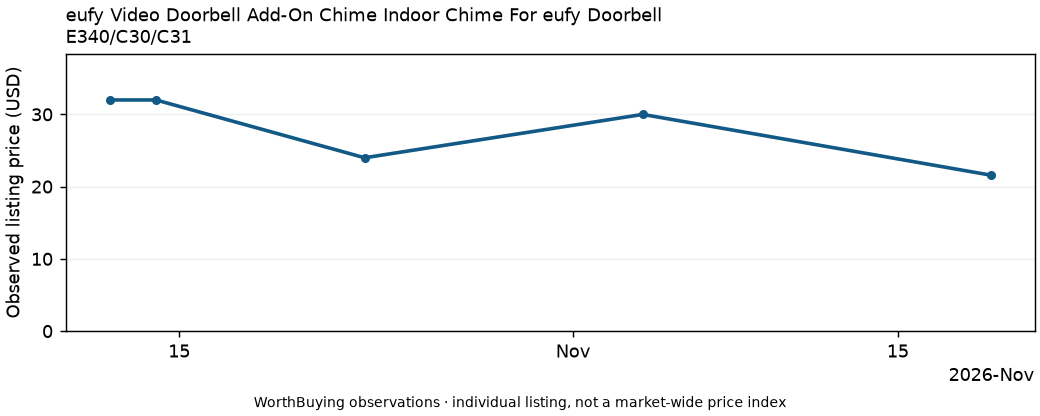 eufy Video Doorbell Add-On Chime Indoor Chime For eufy Doorbell
E340/C30/C31
Observed listing price (USD)
30
20
10
0
15
Nov
15
2026-Nov
WorthBuying observations · individual listing, not a market-wide price index